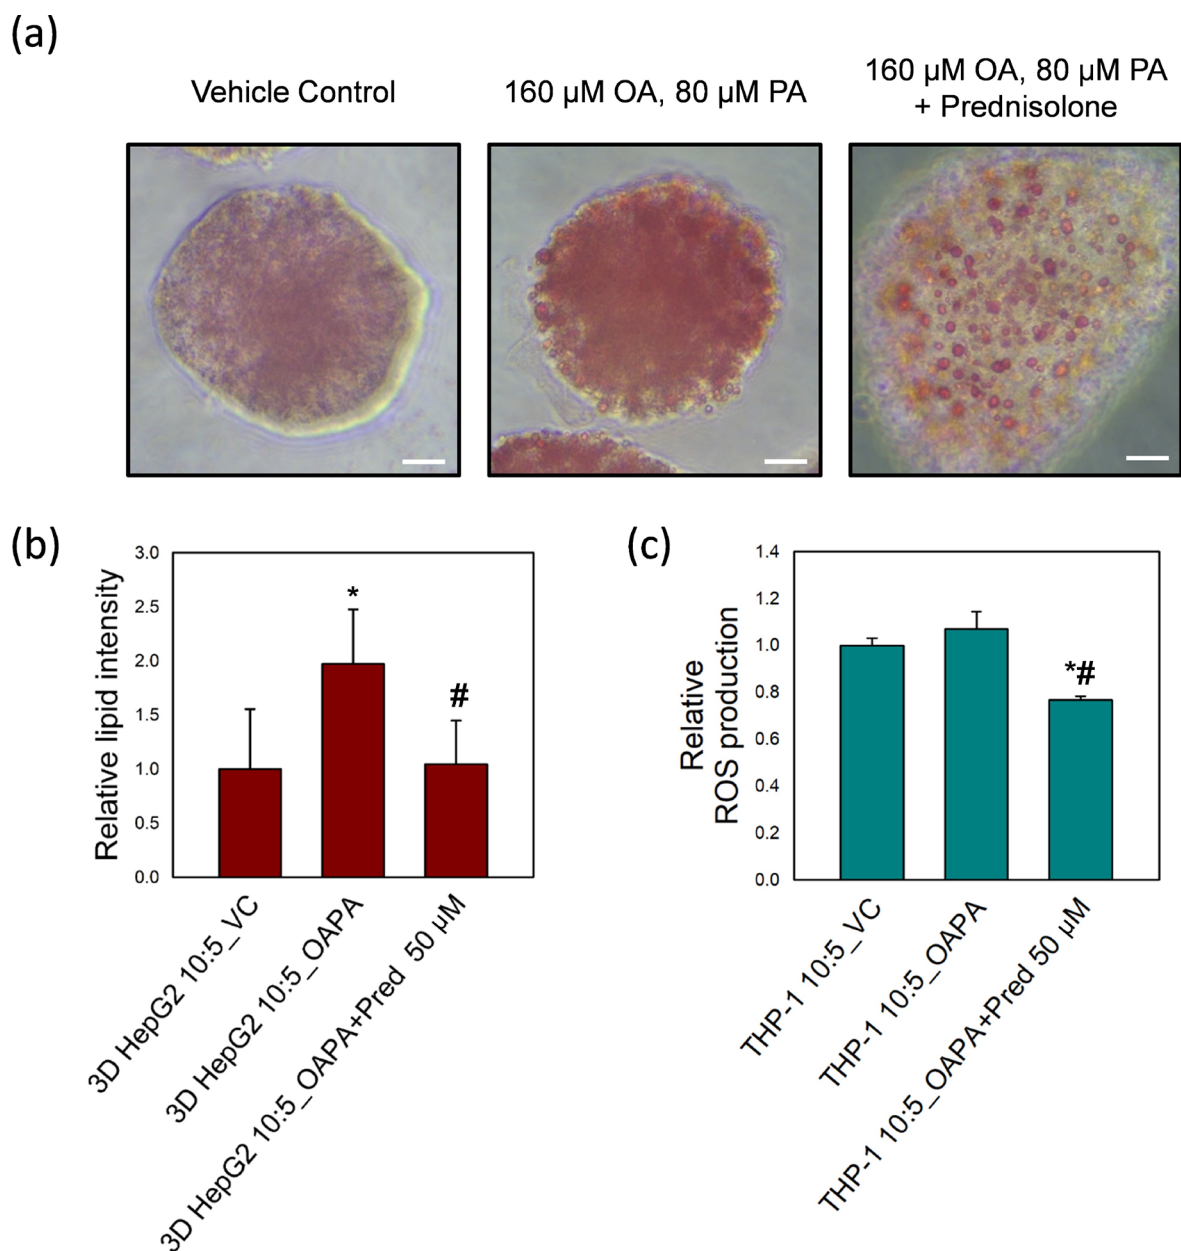 (a)
Vehicle Control
160 µM OA, 80 µM PA
160 µM OA, 80 µM PA
+ Prednisolone
(b)
Relative lipid intensity
3.0
2.5
2.0
1.5
1.0
0.5
0.0
*
#
3D HepG2 10:5_VC
3D HepG2 10:5_OAPA
3D HepG2 10:5_OAPA+Pred 50 µM
(c)
Relative
ROS production
1.4
1.2
1.0
0.8
0.6
0.4
0.2
0.0
*#
THP-1 10:5_VC
THP-1 10:5_OAPA
THP-1 10:5_OAPA+Pred 50 µM